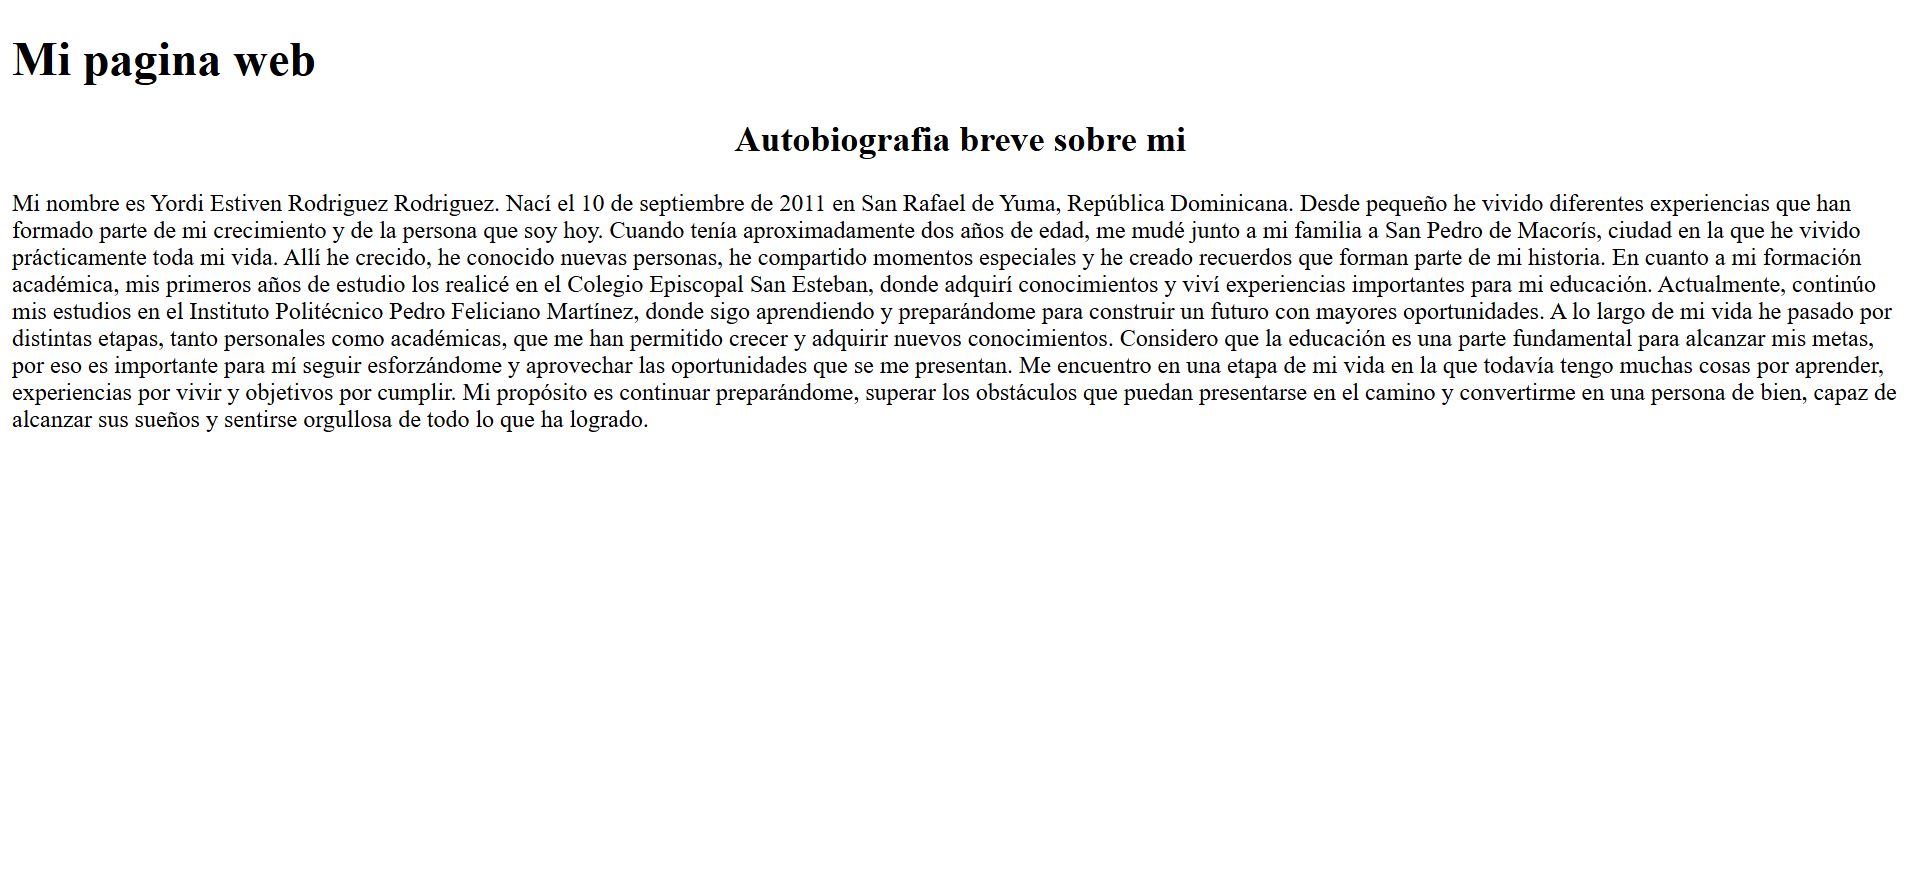 Mi pagina web
Autobiografia breve sobre mi
Mi nombre es Yordi Estiven Rodriguez Rodriguez. Nací el 10 de septiembre de 2011 en San Rafael de Yuma, República Dominicana. Desde pequeño he vivido diferentes experiencias que han
formado parte de mi crecimiento y de la persona que soy hoy. Cuando tenía aproximadamente dos años de edad, me mudé junto a mi familia a San Pedro de Macorís, ciudad en la que he vivido
prácticamente toda mi vida. Allí he crecido, he conocido nuevas personas, he compartido momentos especiales y he creado recuerdos que forman parte de mi historia. En cuanto a mi formación
académica, mis primeros años de estudio los realicé en el Colegio Episcopal San Esteban, donde adquirí conocimientos y viví experiencias importantes para mi educación. Actualmente, continúo
mis estudios en el Instituto Politécnico Pedro Feliciano Martínez, donde sigo aprendiendo y preparándome para construir un futuro con mayores oportunidades. A lo largo de mi vida he pasado por
distintas etapas, tanto personales como académicas, que me han permitido crecer y adquirir nuevos conocimientos. Considero que la educación es una parte fundamental para alcanzar mis metas,
por eso es importante para mí seguir esforzándome y aprovechar las oportunidades que se me presentan. Me encuentro en una etapa de mi vida en la que todavía tengo muchas cosas por aprender,
experiencias por vivir y objetivos por cumplir. Mi propósito es continuar preparándome, superar los obstáculos que puedan presentarse en el camino y convertirme en una persona de bien, capaz de
alcanzar sus sueños y sentirse orgullosa de todo lo que ha logrado.